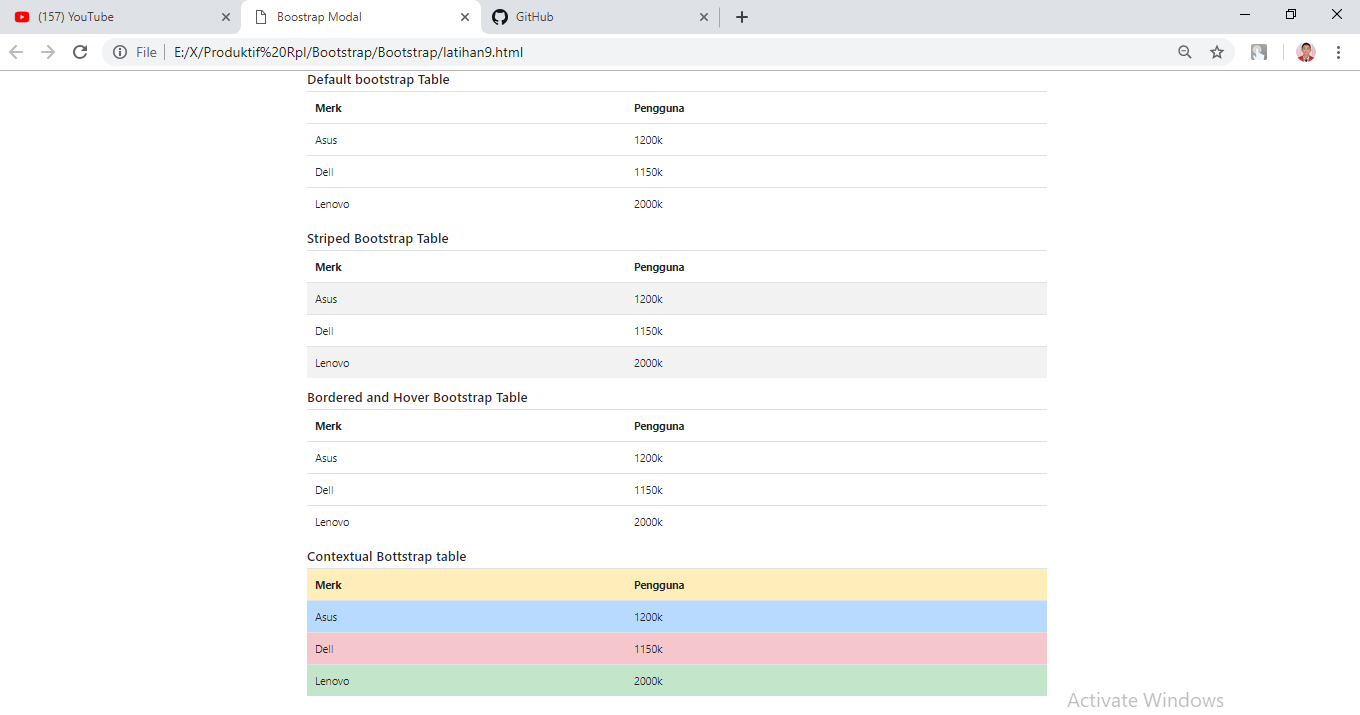 (157) YouTube Boostrap Modal GitHub
File E:/X/Produktif%20Rpl/Bootstrap/Bootstrap/latihan9.html
Default bootstrap Table
Merk Pengguna
Asus 1200k
Dell 1150k
Lenovo 2000k
Striped Bootstrap Table
Merk Pengguna
Asus 1200k
Dell 1150k
Lenovo 2000k
Bordered and Hover Bootstrap Table
Merk Pengguna
Asus 1200k
Dell 1150k
Lenovo 2000k
Contextual Bottstrap table
Merk Pengguna
Asus 1200k
Dell 1150k
Lenovo 2000k
Activate Windows